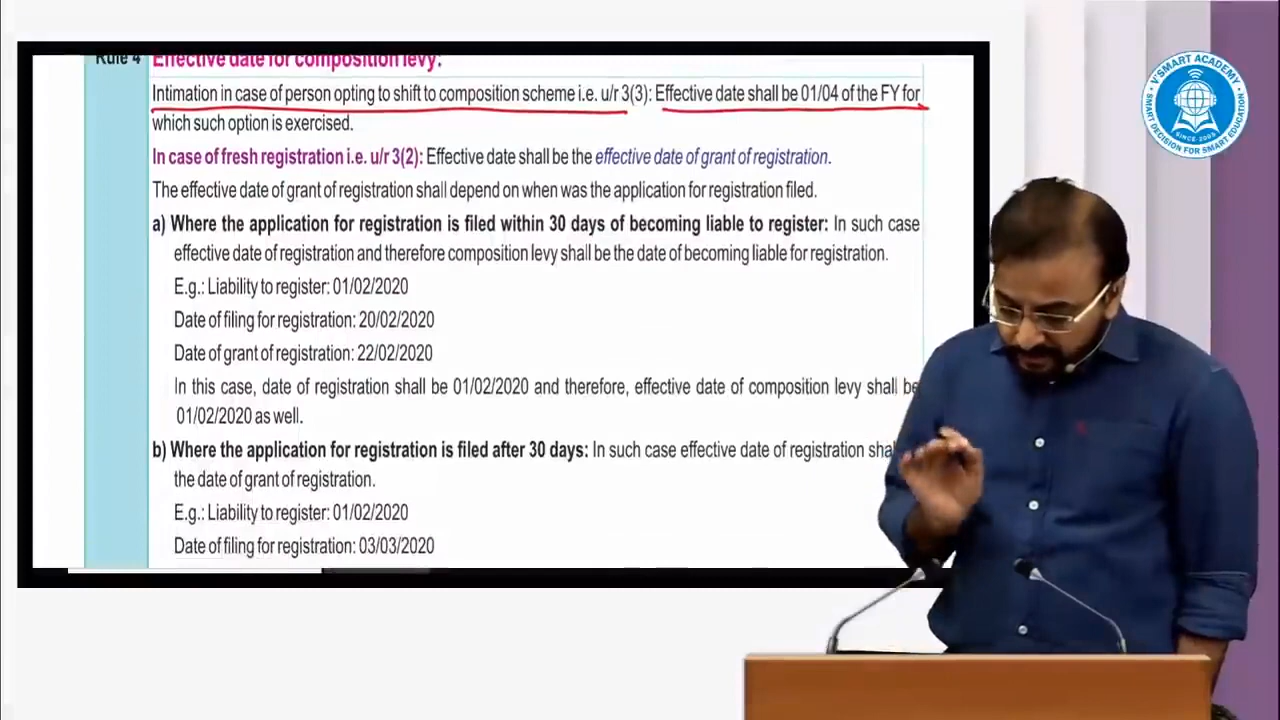 Rule 4 Effective date for composition levy:
Intimation in case of person opting to shift to composition scheme i.e. u/r 3(3): Effective date shall be 01/04 of the FY for
which such option is exercised.
In case of fresh registration i.e. u/r 3(2): Effective date shall be the effective date of grant of registration.
The effective date of grant of registration shall depend on when was the application for registration filed.
a) Where the application for registration is filed within 30 days of becoming liable to register: In such case
effective date of registration and therefore composition levy shall be the date of becoming liable for registration.
E.g.: Liability to register: 01/02/2020
Date of filing for registration: 20/02/2020
Date of grant of registration: 22/02/2020
In this case, date of registration shall be 01/02/2020 and therefore, effective date of composition levy shall be
01/02/2020 as well.
b) Where the application for registration is filed after 30 days: In such case effective date of registration shal
the date of grant of registration.
E.g.: Liability to register: 01/02/2020
Date of filing for registration: 03/03/2020
V'SMART ACADEMY
SMART DECISION FOR SMART EDUCATION
SINCE 2005